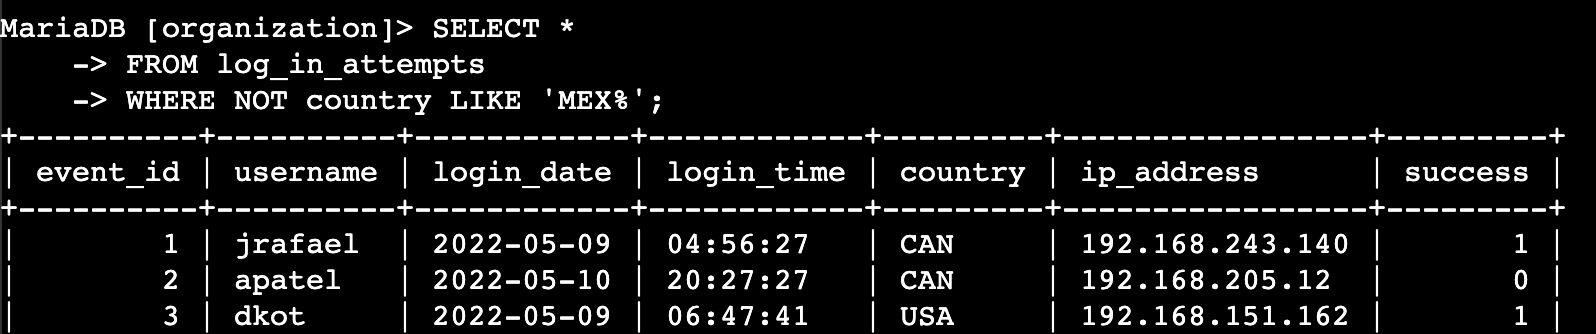 MariaDB [organization]> SELECT *
    -> FROM log_in_attempts
    -> WHERE NOT country LIKE 'MEX%';
+----------+----------+------------+------------+---------+-----------------+---------+
| event_id | username | login_date | login_time | country | ip_address      | success |
+----------+----------+------------+------------+---------+-----------------+---------+
|        1 | jrafael  | 2022-05-09 | 04:56:27   | CAN     | 192.168.243.140 |       1 |
|        2 | apatel   | 2022-05-10 | 20:27:27   | CAN     | 192.168.205.12  |       0 |
|        3 | dkot     | 2022-05-09 | 06:47:41   | USA     | 192.168.151.162 |       1 |